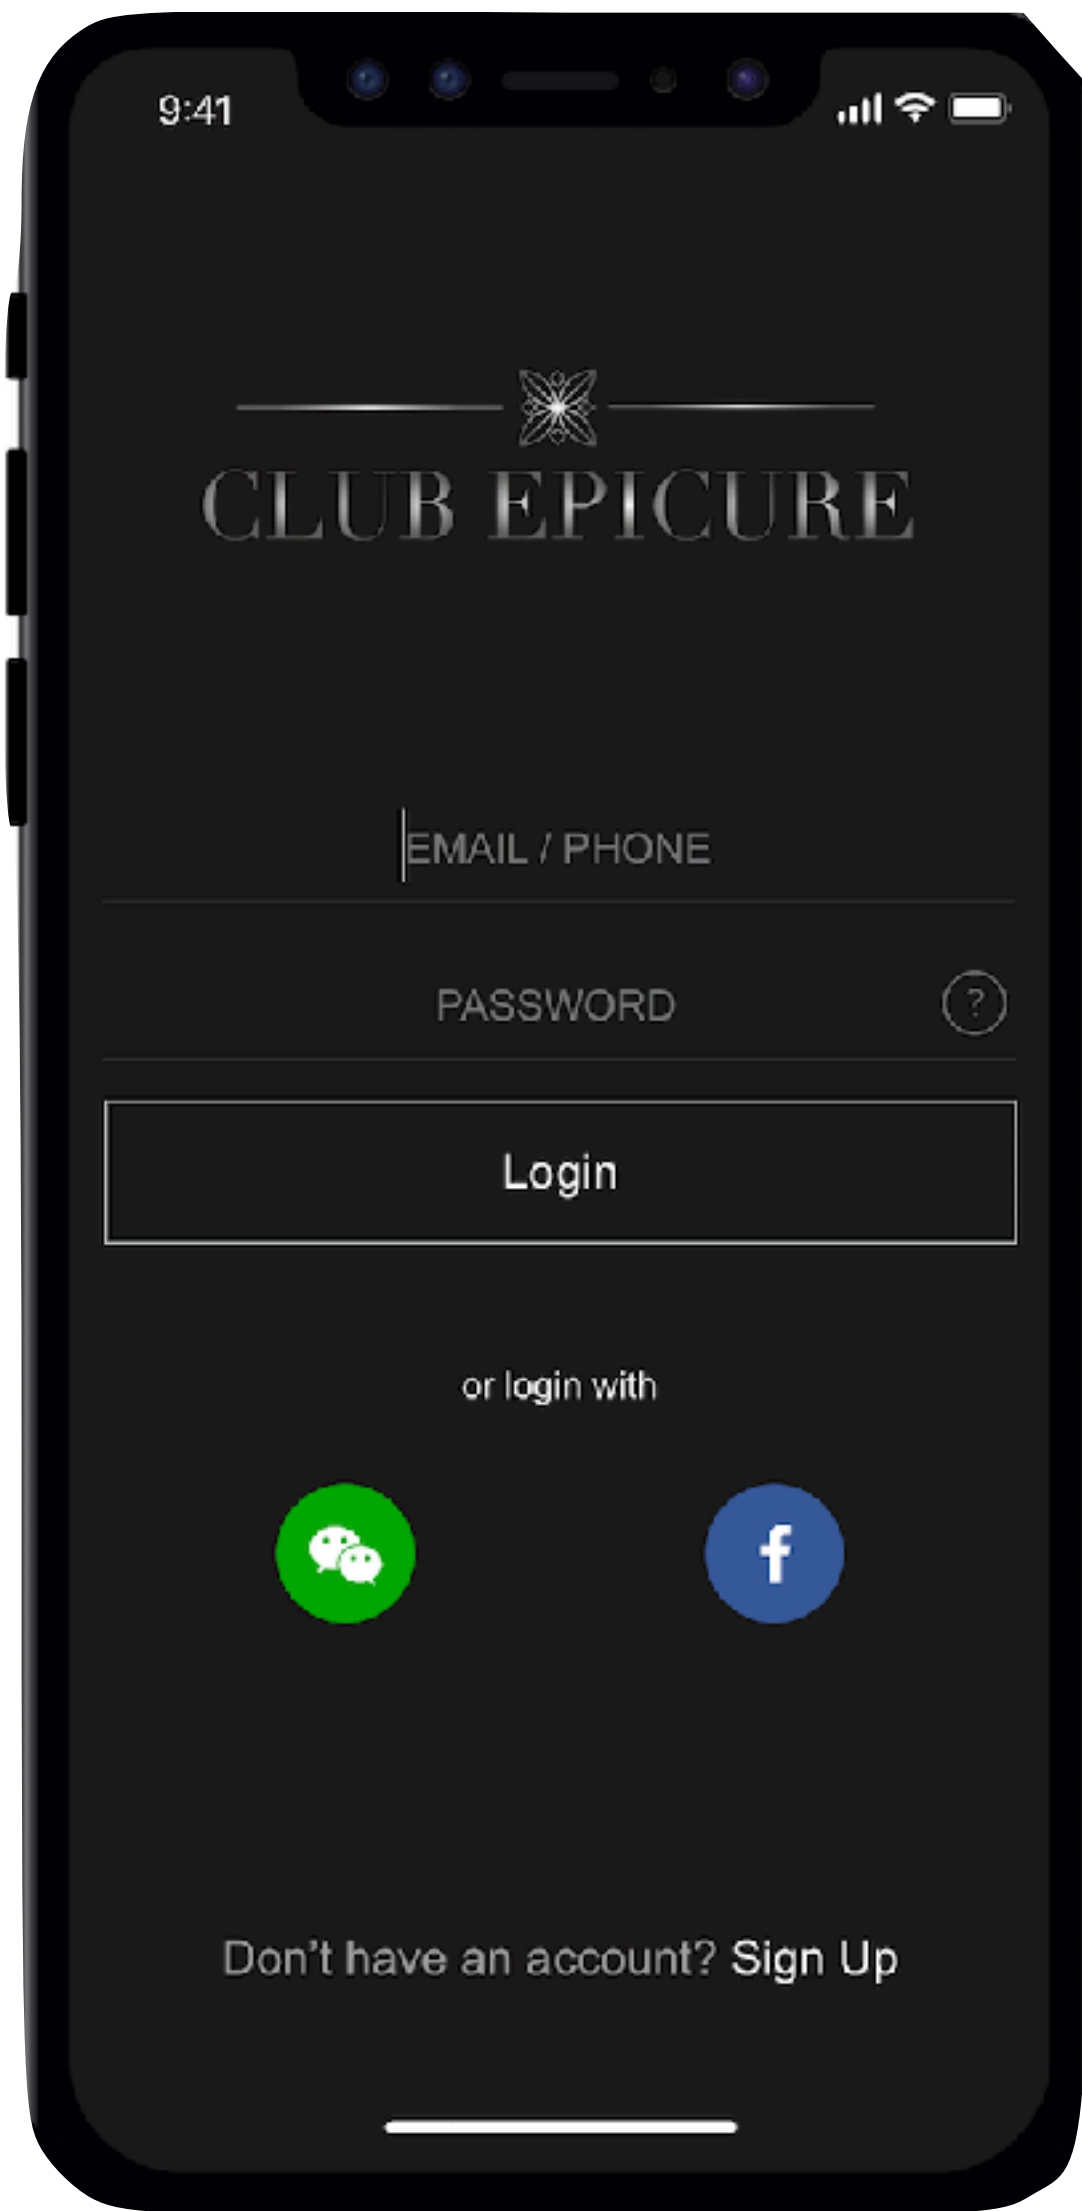 9:41
CLUB EPICURE
EMAIL / PHONE
PASSWORD
?
Login
or login with
f
Don't have an account? Sign Up